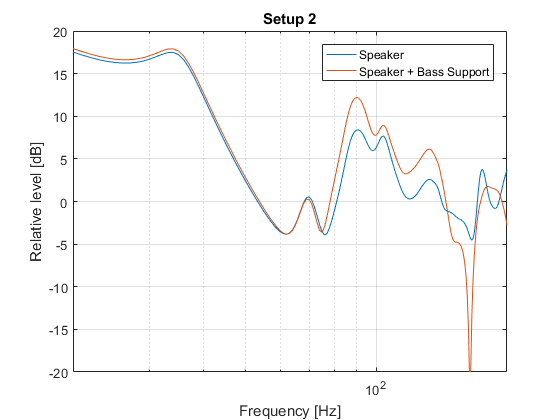 Setup 2
Speaker
Speaker + Bass Support
Relative level [dB]
20
15
10
5
0
-5
-10
-15
-20
10²
Frequency [Hz]